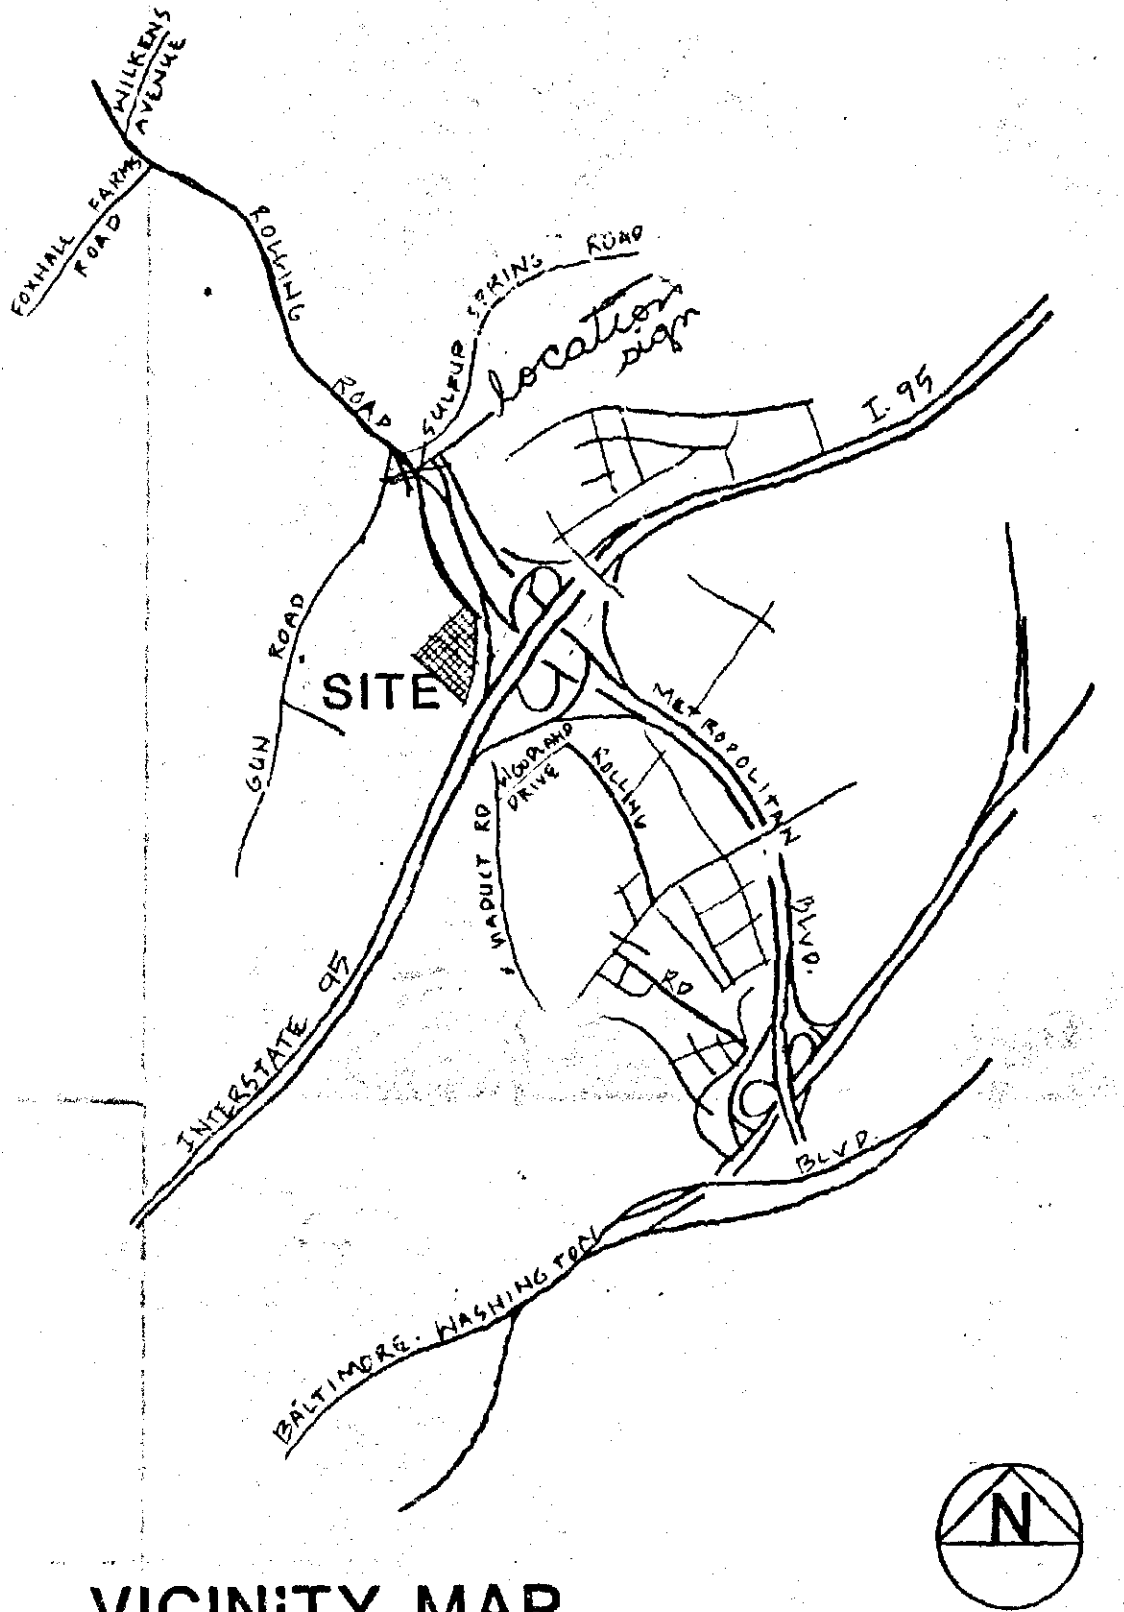 WILKENS
AVENUE
FOXHALL FARMS
ROAD
ROLLING
ROAD
SULFUR SPRING ROAD
location
sign
I. 95
GUN ROAD
SITE
METROPOLITAN
BLVD.
WOODLAND
DRIVE
ROLLING
RD
VIADUCT RD
INTERSTATE 95
BALTIMORE. WASHINGTON
BLVD.
N
VICINITY MAP